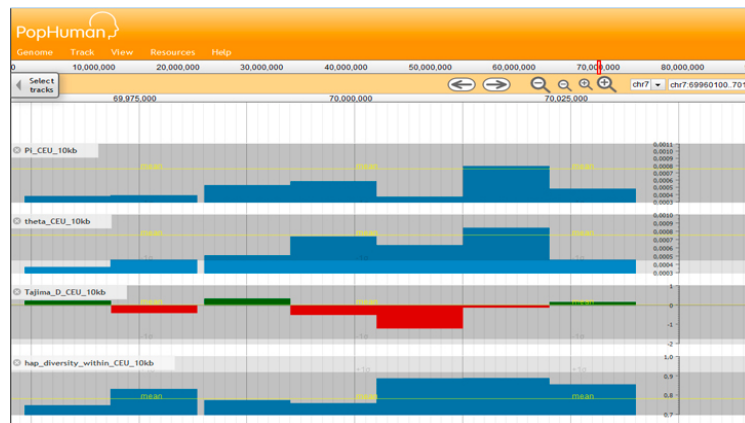 PopHuman
Genome Track View Resources Help
0 10,000,000 20,000,000 30,000,000 40,000,000 50,000,000 60,000,000 70,000,000 80,000,000
Select
tracks
chr7 chr7:69960100..701
69,975,000 70,000,000 70,025,000
Pi_CEU_10kb
mean mean mean
0,0011
0,0010
0,0009
0,0008
0,0007
0,0006
0,0005
0,0004
0,0003
theta_CEU_10kb
mean mean mean
0,0010
0,0009
0,0008
0,0007
0,0006
0,0005
0,0004
0,0003
Tajima_D_CEU_10kb
mean mean mean
1
0
-1
-2
hap_diversity_within_CEU_10kb
mean mean mean
1,0
0,9
0,8
0,7